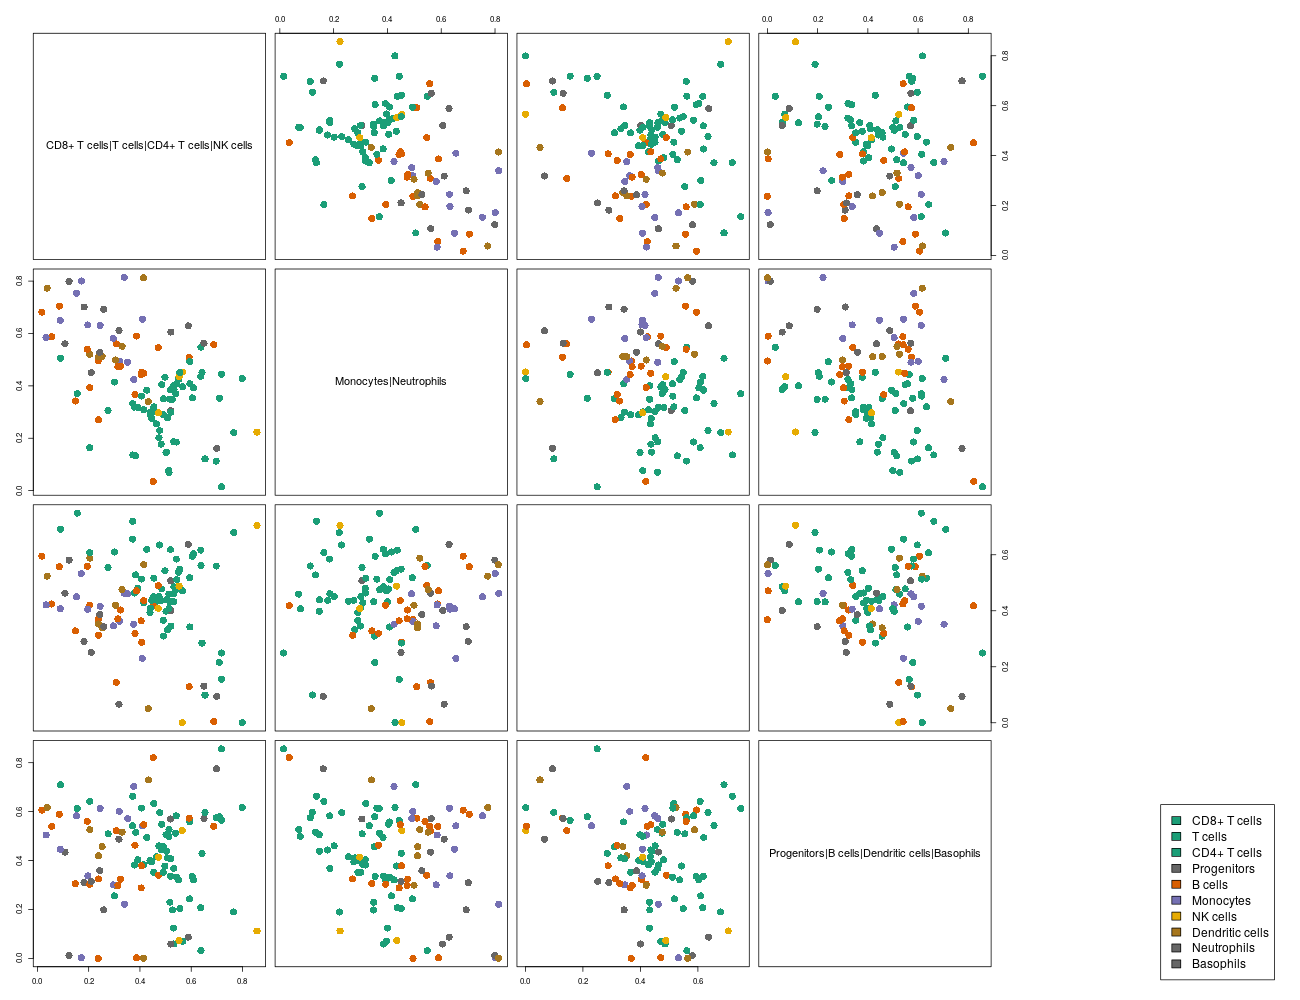 0.0 0.2 0.4 0.6 0.8 0.0 0.2 0.4 0.6 0.8
CD8+ T cells|T cells|CD4+ T cells|NK cells
0.0 0.2 0.4 0.6 0.8
0.0 0.2 0.4 0.6 0.8
Monocytes|Neutrophils
0.0 0.2 0.4 0.6
0.0 0.2 0.4 0.6 0.8
Progenitors|B cells|Dendritic cells|Basophils
0.0 0.2 0.4 0.6 0.8 0.0 0.2 0.4 0.6
CD8+ T cells
T cells
CD4+ T cells
Progenitors
B cells
Monocytes
NK cells
Dendritic cells
Neutrophils
Basophils